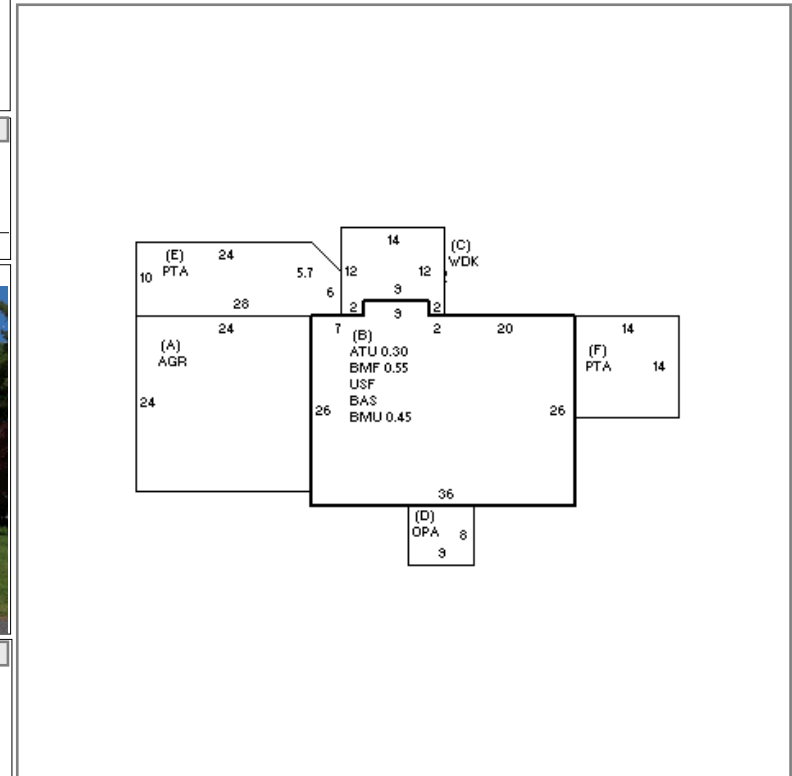 14
(C)
WDK
(E)
PTA
24
10
5.7
12
12
6
9
28
2
2
24
7
9
2
20
14
(A)
AGR
(B)
ATU 0.30
BMF 0.55
USF
BAS
BMU 0.45
(F)
PTA
14
24
26
26
36
(D)
OPA
8
9